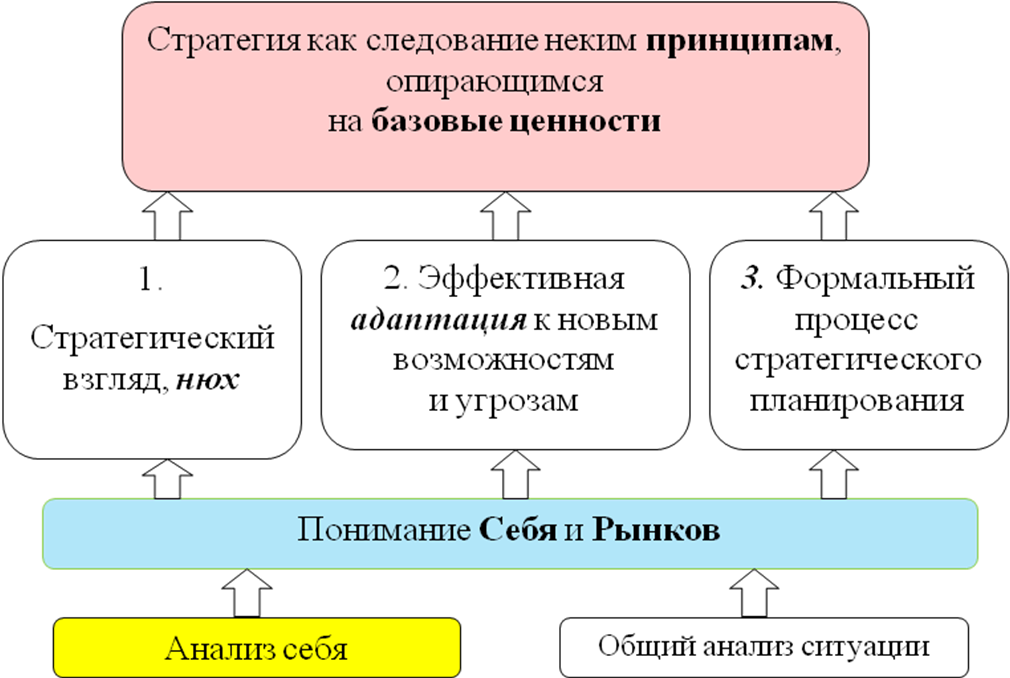 Стратегия как следование неким принципам,
опирающимся
на базовые ценности
1.
Стратегический
взгляд, нюх
2. Эффективная
адаптация к новым
возможностям
и угрозам
3. Формальный
процесс
стратегического
планирования
Понимание Себя и Рынков
Анализ себя
Общий анализ ситуации